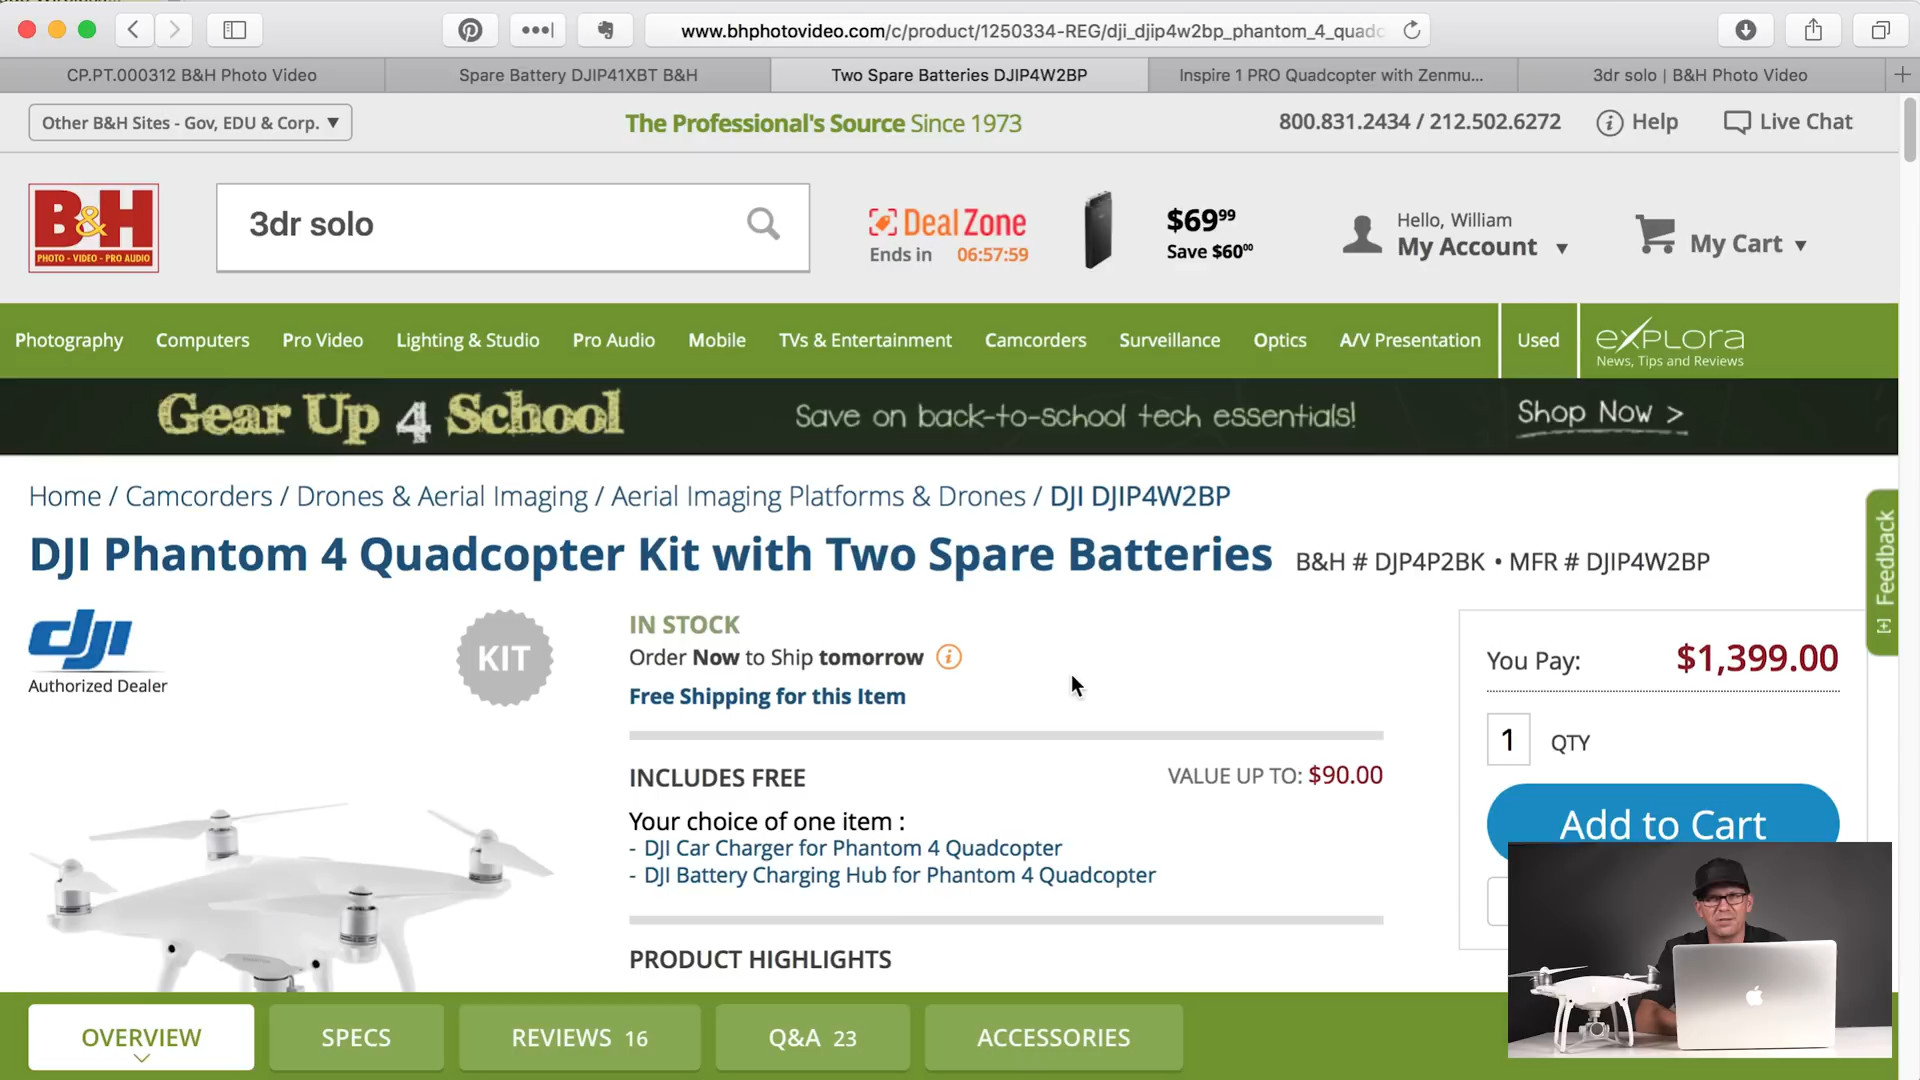 www.bhphotovideo.com/c/product/1250334-REG/dji_djip4w2bp_phantom_4_quadc
CP.PT.000312 B&H Photo Video
Spare Battery DJIP41XBT B&H
Two Spare Batteries DJIP4W2BP
Inspire 1 PRO Quadcopter with Zenmu...
3dr solo | B&H Photo Video
Other B&H Sites - Gov, EDU & Corp. ▼
The Professional's Source Since 1973
800.831.2434 / 212.502.6272
Help
Live Chat
B&H
PHOTO - VIDEO - PRO AUDIO
3dr solo
DealZone
Ends in 06:57:59
$69.99
Save $60.00
Hello, William
My Account ▼
My Cart ▼
Photography Computers Pro Video Lighting & Studio Pro Audio Mobile TVs & Entertainment Camcorders Surveillance Optics A/V Presentation Used
eXPLORA
News, Tips and Reviews
Gear Up 4 School
Save on back-to-school tech essentials!
Shop Now >
Home / Camcorders / Drones & Aerial Imaging / Aerial Imaging Platforms & Drones / DJI DJIP4W2BP
DJI Phantom 4 Quadcopter Kit with Two Spare Batteries
B&H # DJP4P2BK • MFR # DJIP4W2BP
[+] Feedback
dji
Authorized Dealer
KIT
IN STOCK
Order Now to Ship tomorrow
Free Shipping for this Item
You Pay: $1,399.00
1 QTY
Add to Cart
INCLUDES FREE
VALUE UP TO: $90.00
Your choice of one item :
- DJI Car Charger for Phantom 4 Quadcopter
- DJI Battery Charging Hub for Phantom 4 Quadcopter
PRODUCT HIGHLIGHTS
OVERVIEW
SPECS
REVIEWS 16
Q&A 23
ACCESSORIES